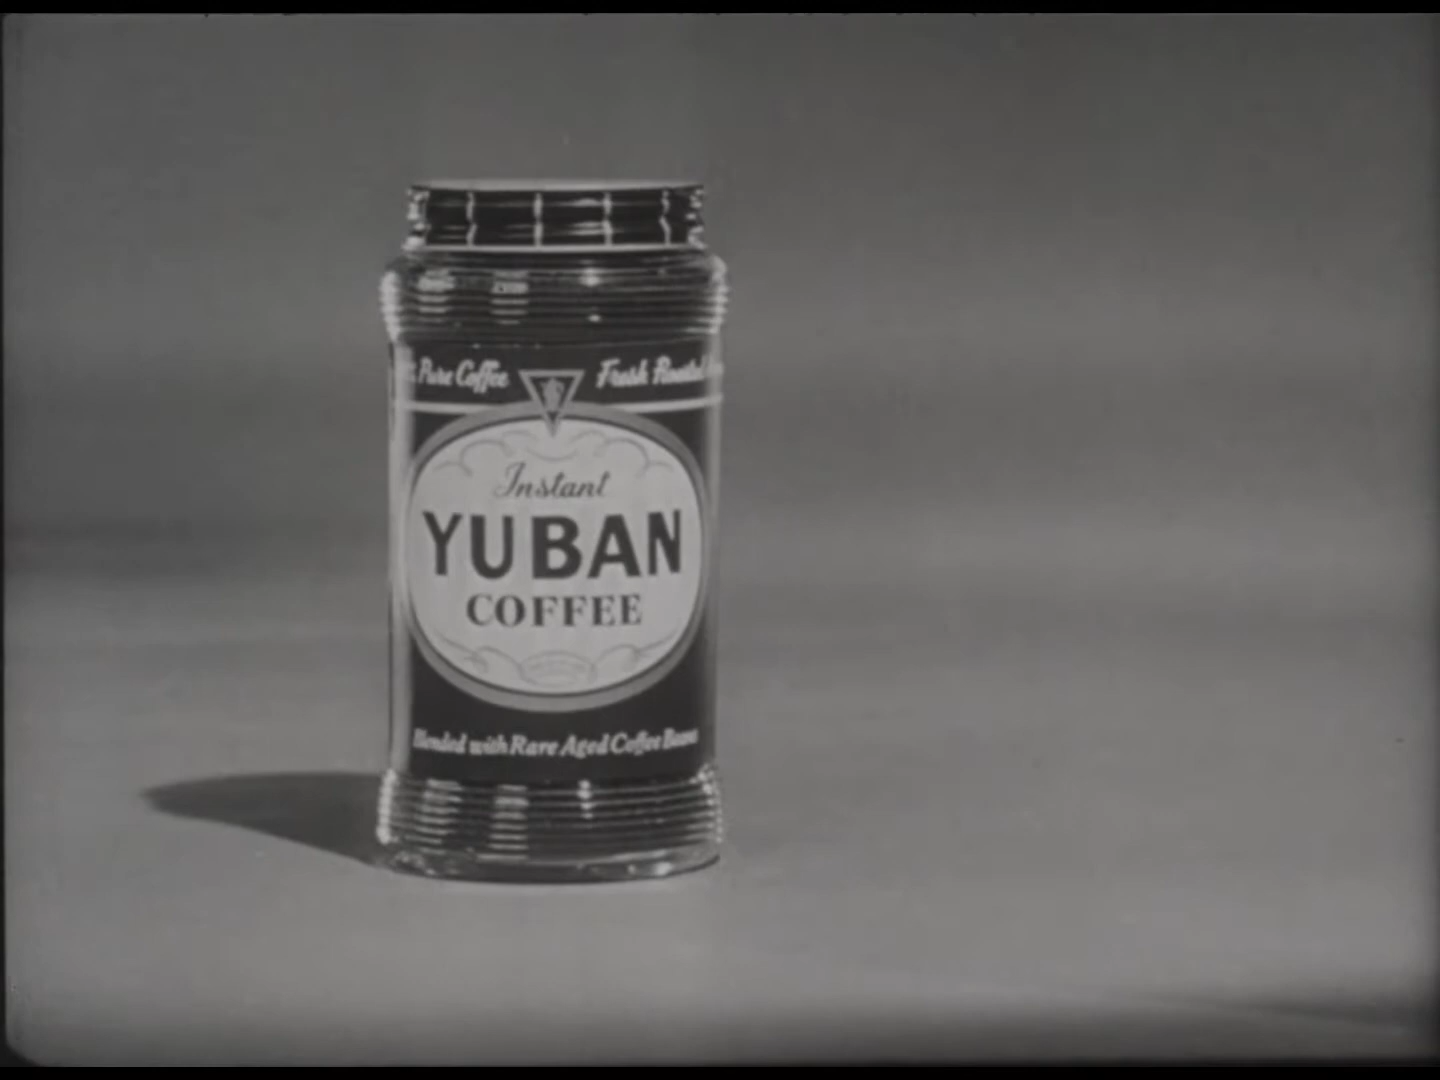 Pure Coffee
Fresh Roasted
Instant
YUBAN
COFFEE
Blended with Rare Aged Coffee Beans